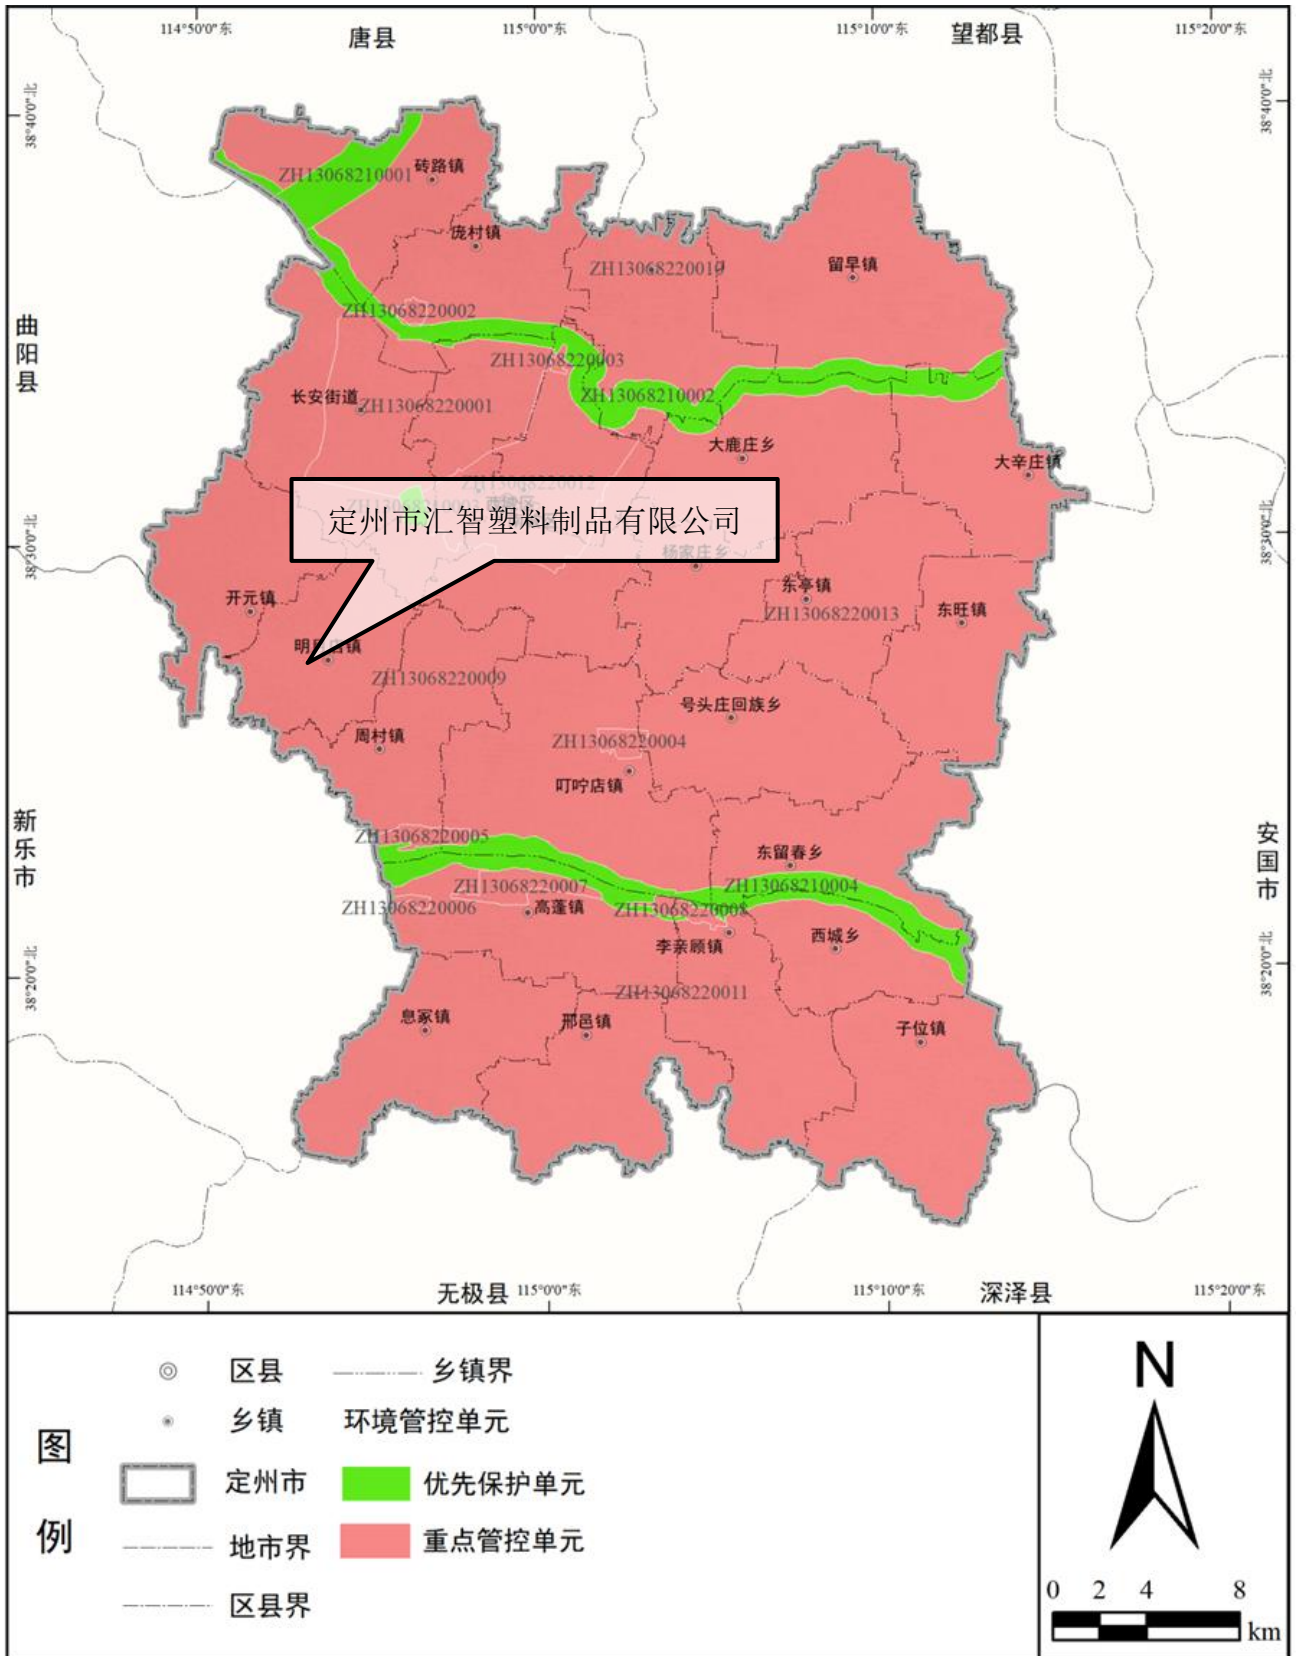 114°50'0"东
115°0'0"东
115°10'0"东
115°20'0"东
唐县
望都县
38°40'0"北
38°40'0"北
ZH13068210001
砖路镇
庞村镇
ZH13068220010
留早镇
曲阳县
ZH13068220002
ZH13068220003
长安街道
ZH13068220001
ZH13068210002
大鹿庄乡
大辛庄镇
ZH13068220012
ZH13068210003
定州市汇智塑料制品有限公司
38°30'0"北
38°30'0"北
杨家庄乡
开元镇
东亭镇
ZH13068220013
东旺镇
ZH13068220009
号头庄回族乡
周村镇
ZH13068220004
叮咛店镇
新乐市
安国市
ZH13068220005
东留春乡
ZH13068220007
ZH13068210004
ZH13068220006
高蓬镇
ZH13068220008
李亲顾镇
西城乡
38°20'0"北
38°20'0"北
ZH13068220011
息冢镇
邢邑镇
子位镇
114°50'0"东
无极县
115°0'0"东
115°10'0"东
深泽县
115°20'0"东
图例
区县
乡镇界
乡镇
环境管控单元
定州市
优先保护单元
地市界
重点管控单元
区县界
N
0 2 4 8
km